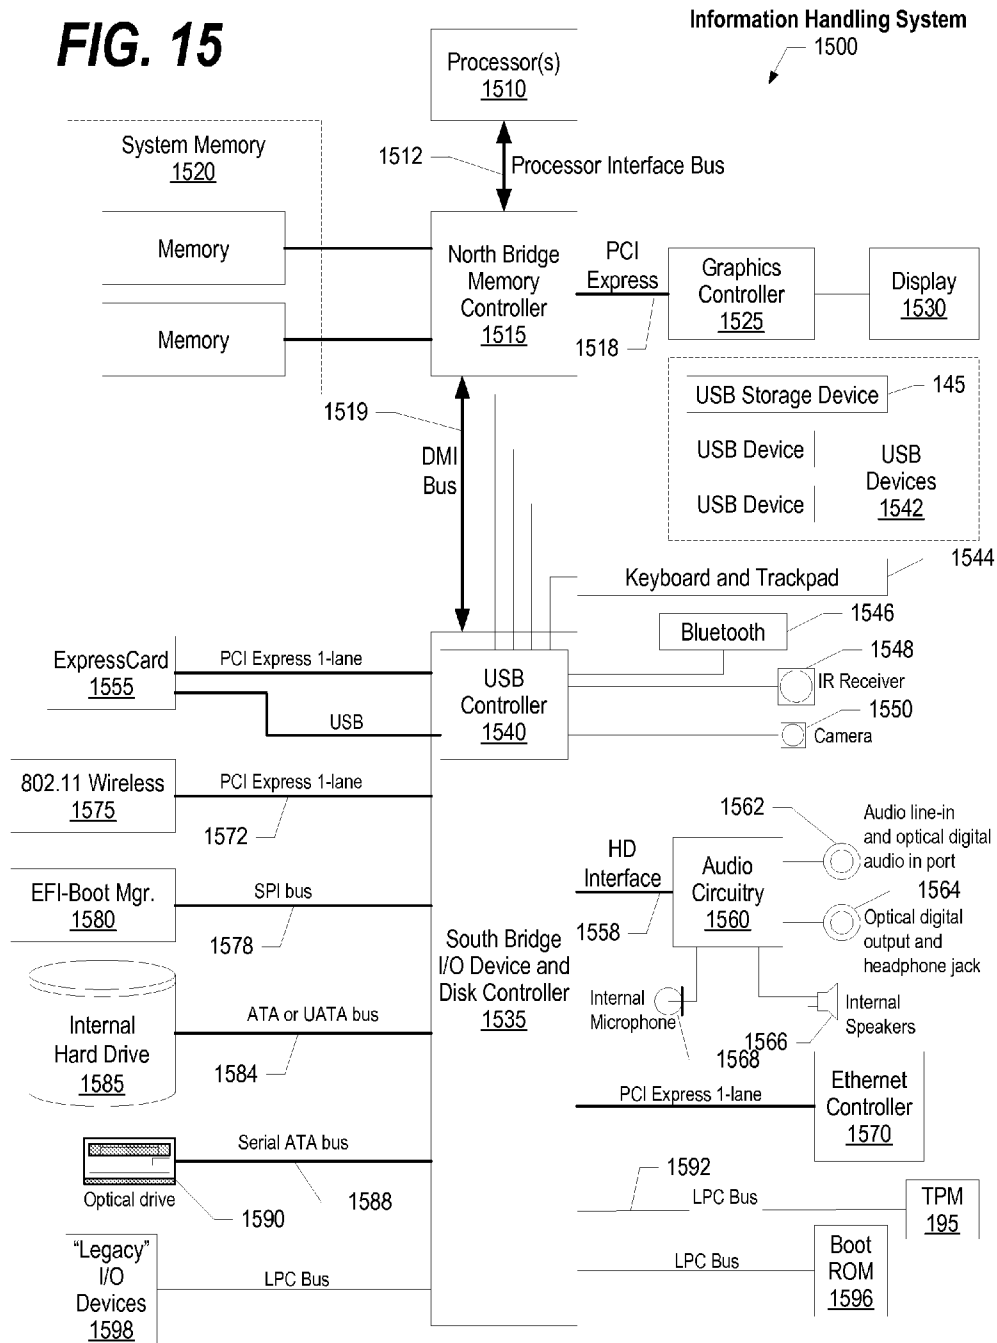 FIG. 15
Information Handling System
1500
Processor(s)
1510
System Memory
1520
1512
Processor Interface Bus
Memory
Memory
North Bridge
Memory
Controller
1515
PCI
Express
1518
Graphics
Controller
1525
Display
1530
1519
DMI
Bus
USB Storage Device
145
USB Device
USB Device
USB
Devices
1542
1544
Keyboard and Trackpad
1546
Bluetooth
1548
IR Receiver
1550
Camera
ExpressCard
1555
PCI Express 1-lane
USB
USB
Controller
1540
802.11 Wireless
1575
PCI Express 1-lane
1572
1562
Audio line-in
and optical digital
audio in port
HD
Interface
1558
Audio
Circuitry
1560
1564
Optical digital
output and
headphone jack
EFI-Boot Mgr.
1580
SPI bus
1578
South Bridge
I/O Device and
Disk Controller
1535
Internal
Microphone
1568
1566
Internal
Speakers
Internal
Hard Drive
1585
ATA or UATA bus
1584
PCI Express 1-lane
Ethernet
Controller
1570
Serial ATA bus
1588
Optical drive
1590
1592
LPC Bus
TPM
195
"Legacy"
I/O
Devices
1598
LPC Bus
LPC Bus
Boot
ROM
1596